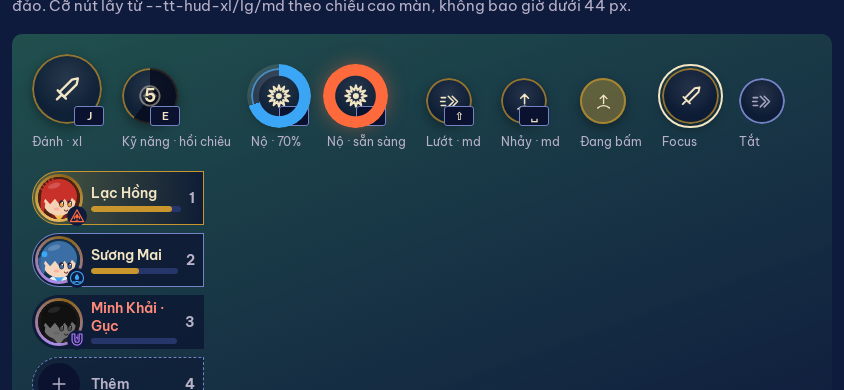 đảo. Cỡ nút lấy từ --tt-hud-xl/lg/md theo chiều cao màn, không bao giờ dưới 44 px.
J
5
E
⇧
␣
Đánh · xl
Kỹ năng · hồi chiêu
Nộ · 70%
Nộ · sẵn sàng
Lướt · md
Nhảy · md
Đang bấm
Focus
Tắt
Lạc Hồng
1
Sương Mai
2
Minh Khải ·
Gục
3
Thêm
4